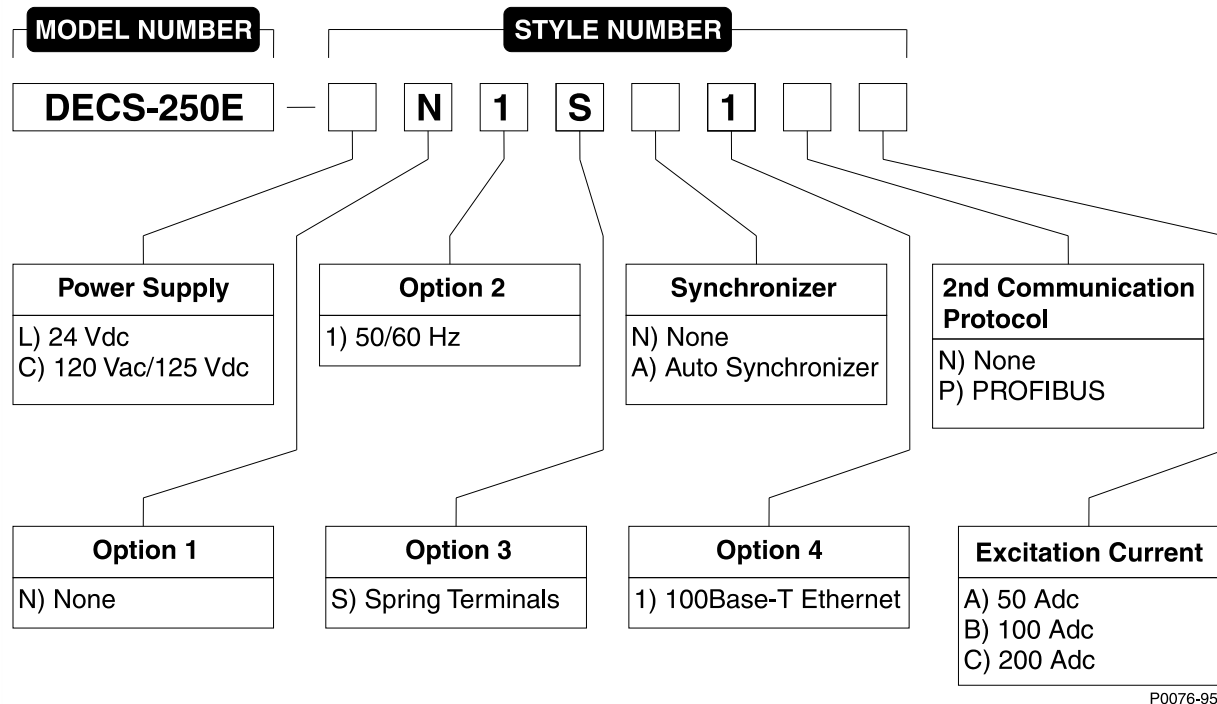 MODEL NUMBER
STYLE NUMBER
DECS-250E — N 1 S 1
Power Supply
L) 24 Vdc
C) 120 Vac/125 Vdc
Option 2
1) 50/60 Hz
Synchronizer
N) None
A) Auto Synchronizer
2nd Communication
Protocol
N) None
P) PROFIBUS
Option 1
N) None
Option 3
S) Spring Terminals
Option 4
1) 100Base-T Ethernet
Excitation Current
A) 50 Adc
B) 100 Adc
C) 200 Adc
P0076-95